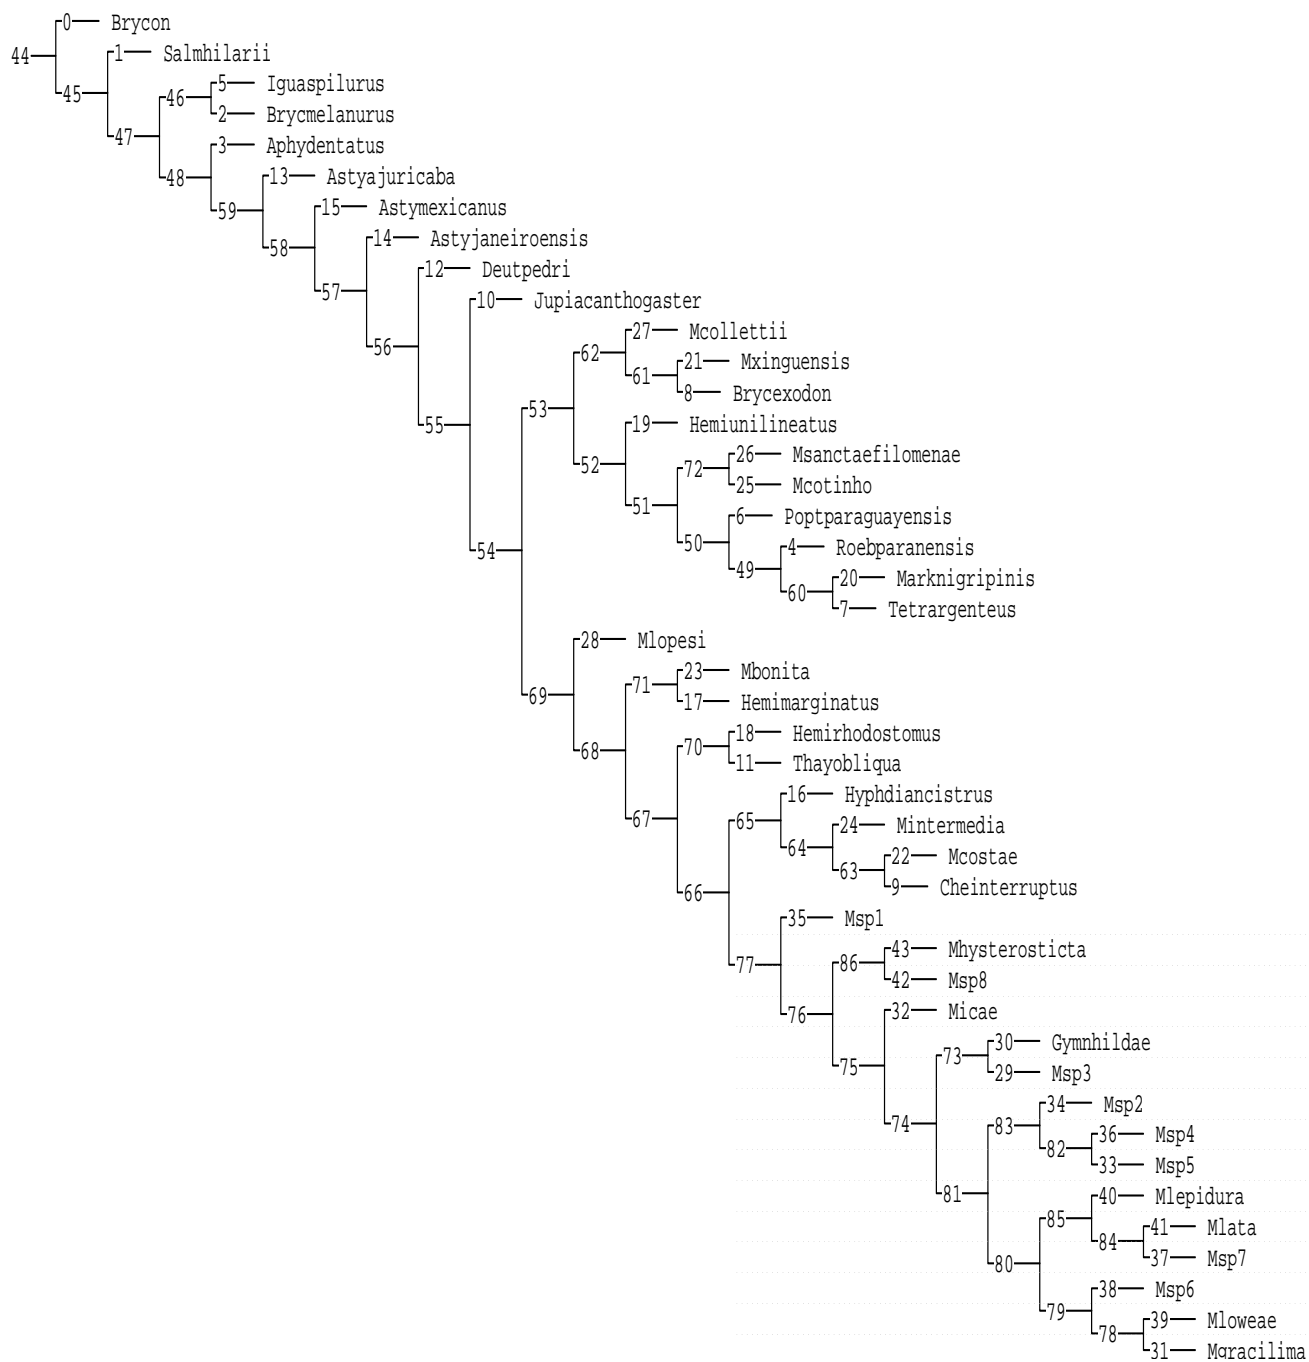 0 Brycon
44
1 Salmhilarii
45
5 Iguaspilurus
46
2 Brycmelanurus
47
3 Aphydentatus
48
13 Astyajuricaba
59
15 Astymexicanus
58
14 Astyjaneiroensis
12 Deutpedri
57
10 Jupiacanthogaster
27 Mcollettii
56
62
21 Mxinguensis
61
8 Brycexodon
53
19 Hemiunilineatus
55
26 Msanctaefilomenae
52
72
25 Mcotinho
51
6 Poptparaguayensis
50
4 Roebparanensis
54
49
20 Marknigripinis
60
7 Tetrargenteus
28 Mlopesi
23 Mbonita
71
69
17 Hemimarginatus
18 Hemirhodostomus
68
70
11 Thayobliqua
16 Hyphdiancistrus
67
65
24 Mintermedia
64
22 Mcostae
63
9 Cheinterruptus
66
35 Msp1
43 Mhysterosticta
77
86
42 Msp8
32 Micae
76
30 Gymnhildae
73
75
29 Msp3
34 Msp2
74
83
36 Msp4
82
33 Msp5
81
40 Mlepidura
85
41 Mlata
84
37 Msp7
80
38 Msp6
79
39 Mloweae
78
31 Mgracilima